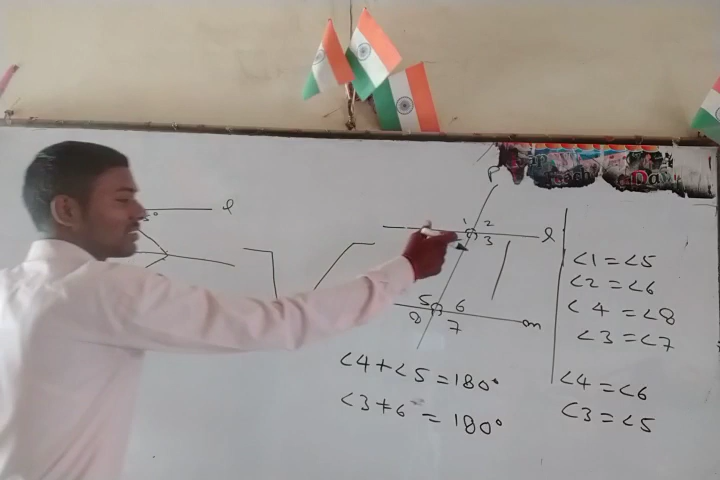 l
P
1 2
3 l
5 6
8 7 m
<1 = <5
<2 = <6
<4 = <8
<3 = <7
<4 = <6
<3 = <5
<4 + <5 = 180°
<3 + 6 = 180°